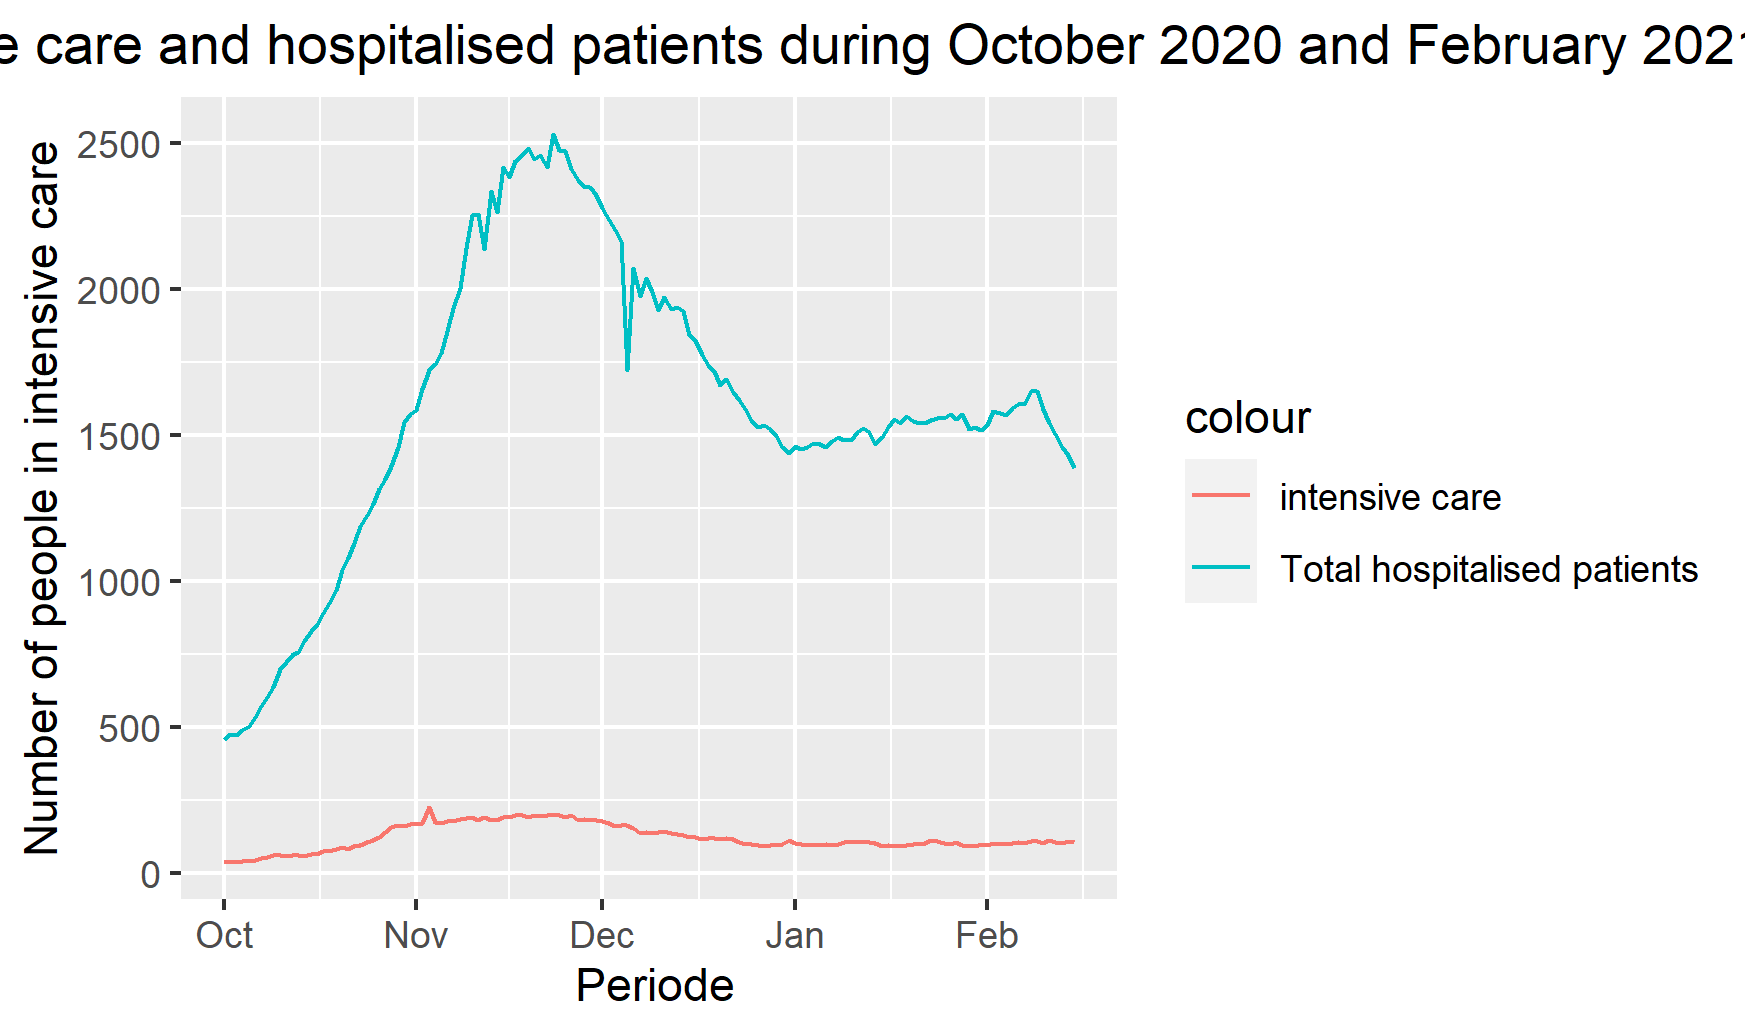 e care and hospitalised patients during October 2020 and February 2021
Number of people in intensive care
2500
2000
1500
1000
500
0
Oct Nov Dec Jan Feb
Periode
colour
intensive care
Total hospitalised patients